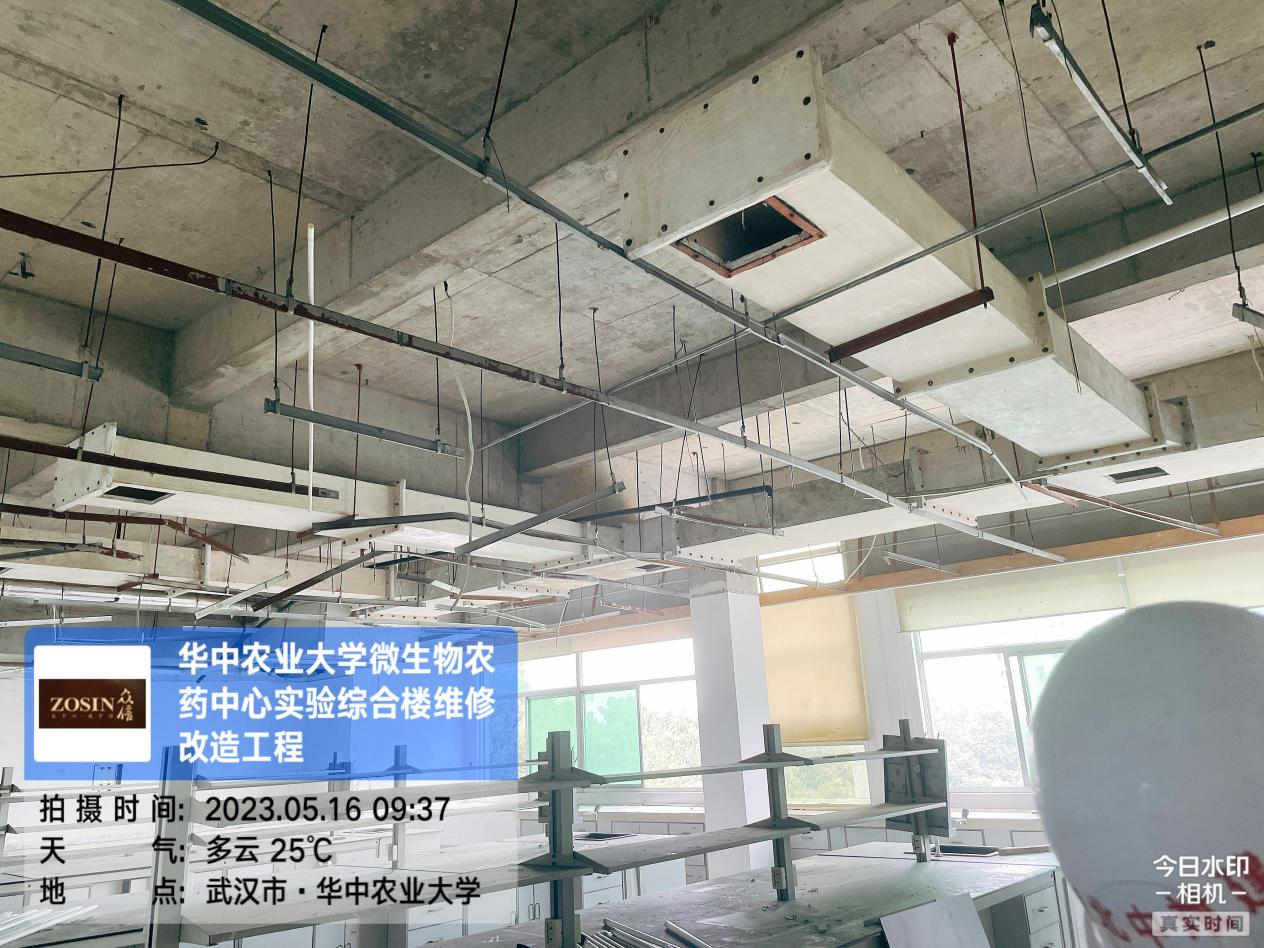 华中农业大学微生物农
药中心实验综合楼维修
改造工程
ZOSIN 众信
拍摄时间: 2023.05.16 09:37
天气: 多云 25℃
地点: 武汉市·华中农业大学
今日水印
-相机-
真实时间